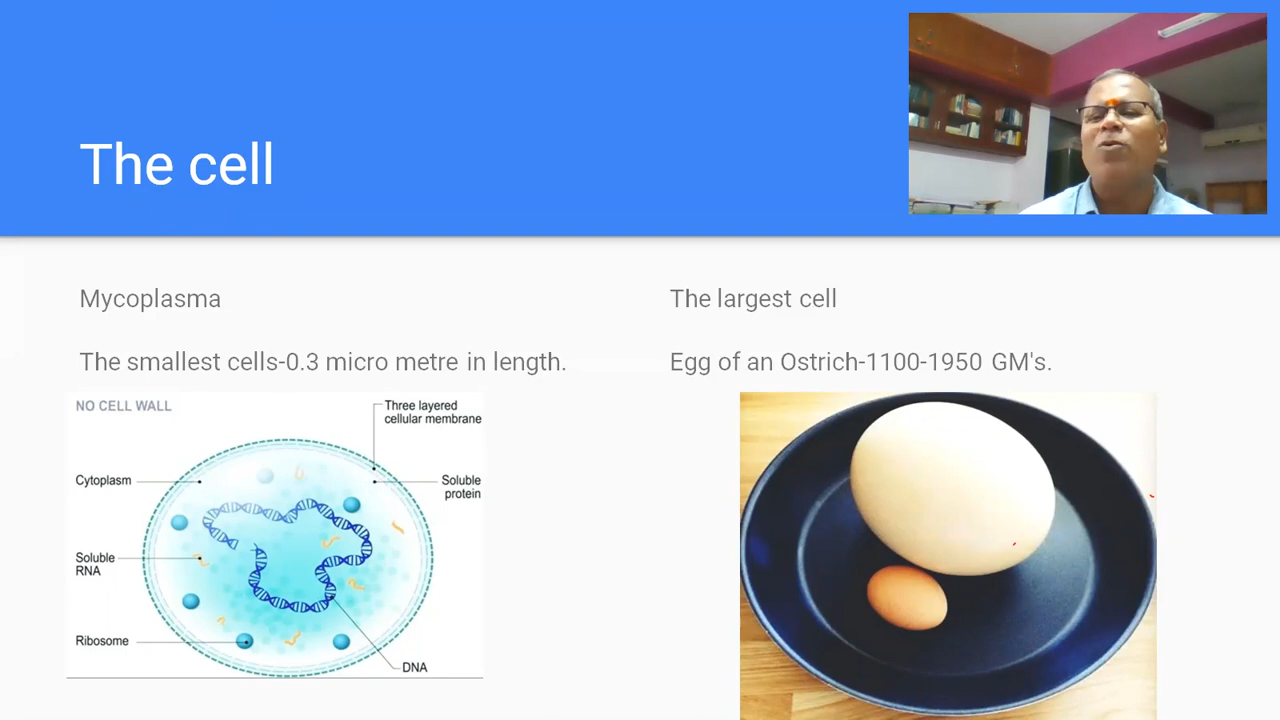 The cell
Mycoplasma
The smallest cells-0.3 micro metre in length.
NO CELL WALL
Three layered
cellular membrane
Cytoplasm
Soluble
protein
Soluble
RNA
Ribosome
DNA
The largest cell
Egg of an Ostrich-1100-1950 GM's.